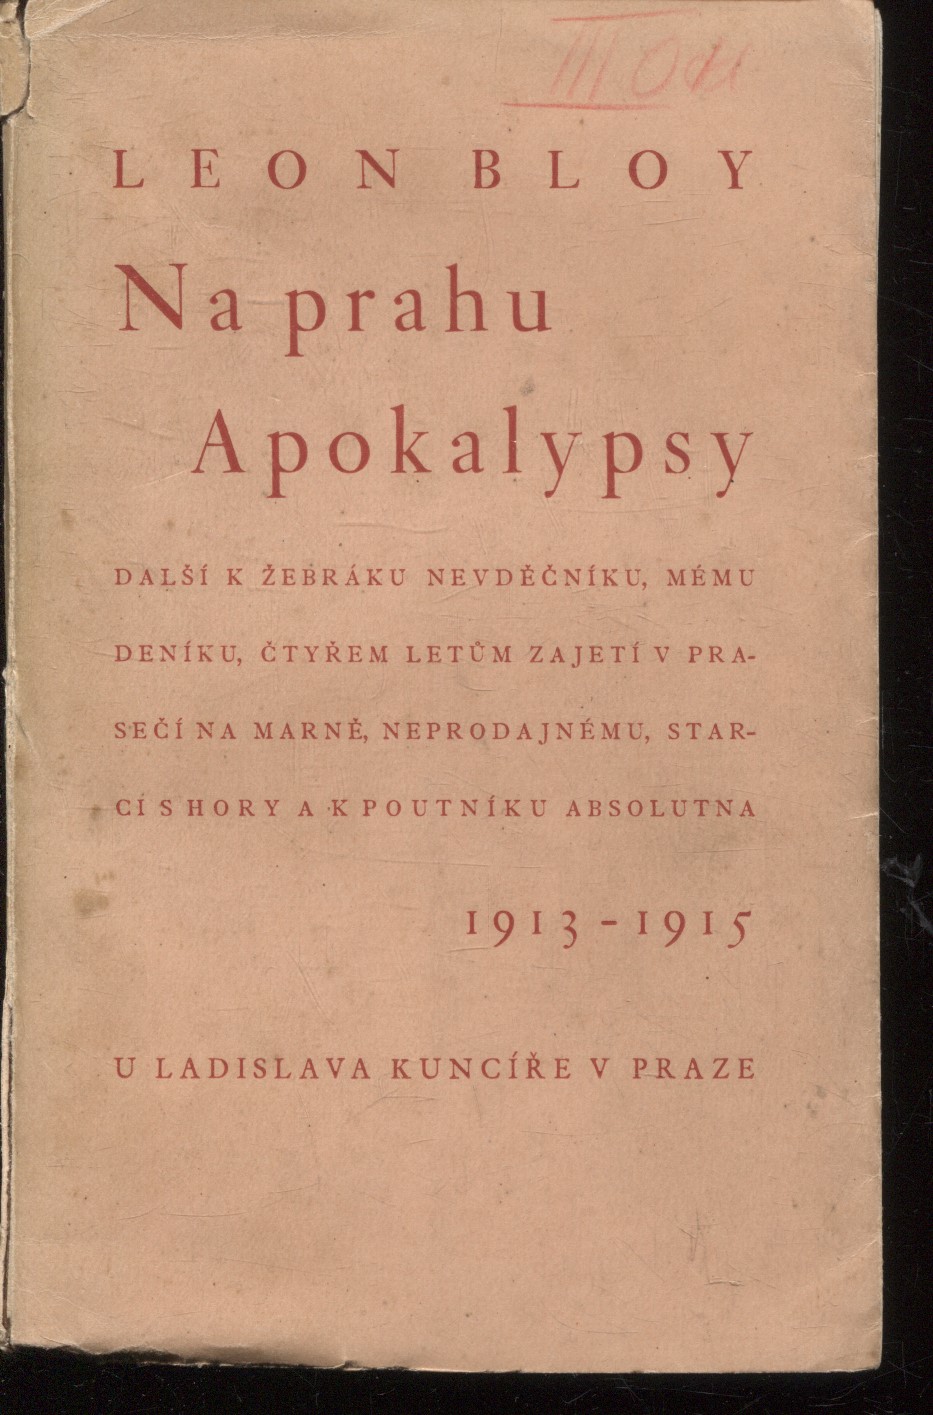 LEON BLOY
Na prahu
Apokalypsy
DALŠÍ K ŽEBRÁKU NEVDĚČNÍKU, MÉMU
DENÍKU, ČTYŘEM LETŮM ZAJETÍ V PRA-
SEČÍ NA MARNĚ, NEPRODAJNÉMU, STAR-
CÍ S HORY A K POUTNÍKU ABSOLUTNA
1913-1915
U LADISLAVA KUNCÍŘE V PRAZE